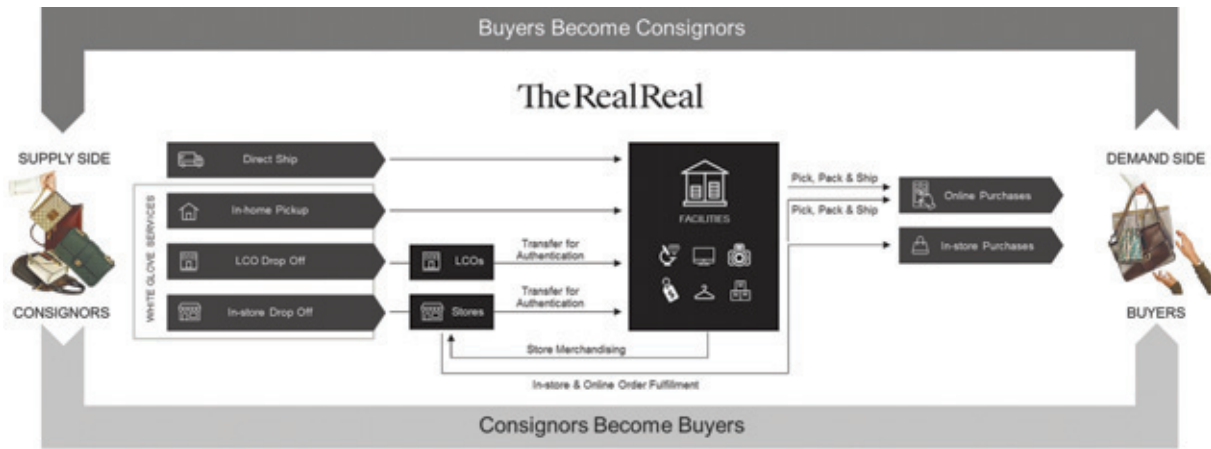 Buyers Become Consignors
TheRealReal
SUPPLY SIDE
CONSIGNORS
WHITE GLOVE SERVICES
Direct Ship
In-home Pickup
LCO Drop Off
In-store Drop Off
LCOs
Stores
Transfer for
Authentication
Transfer for
Authentication
FACILITIES
Store Merchandising
In-store & Online Order Fulfillment
Pick, Pack & Ship
Pick, Pack & Ship
Online Purchases
In-store Purchases
DEMAND SIDE
BUYERS
Consignors Become Buyers